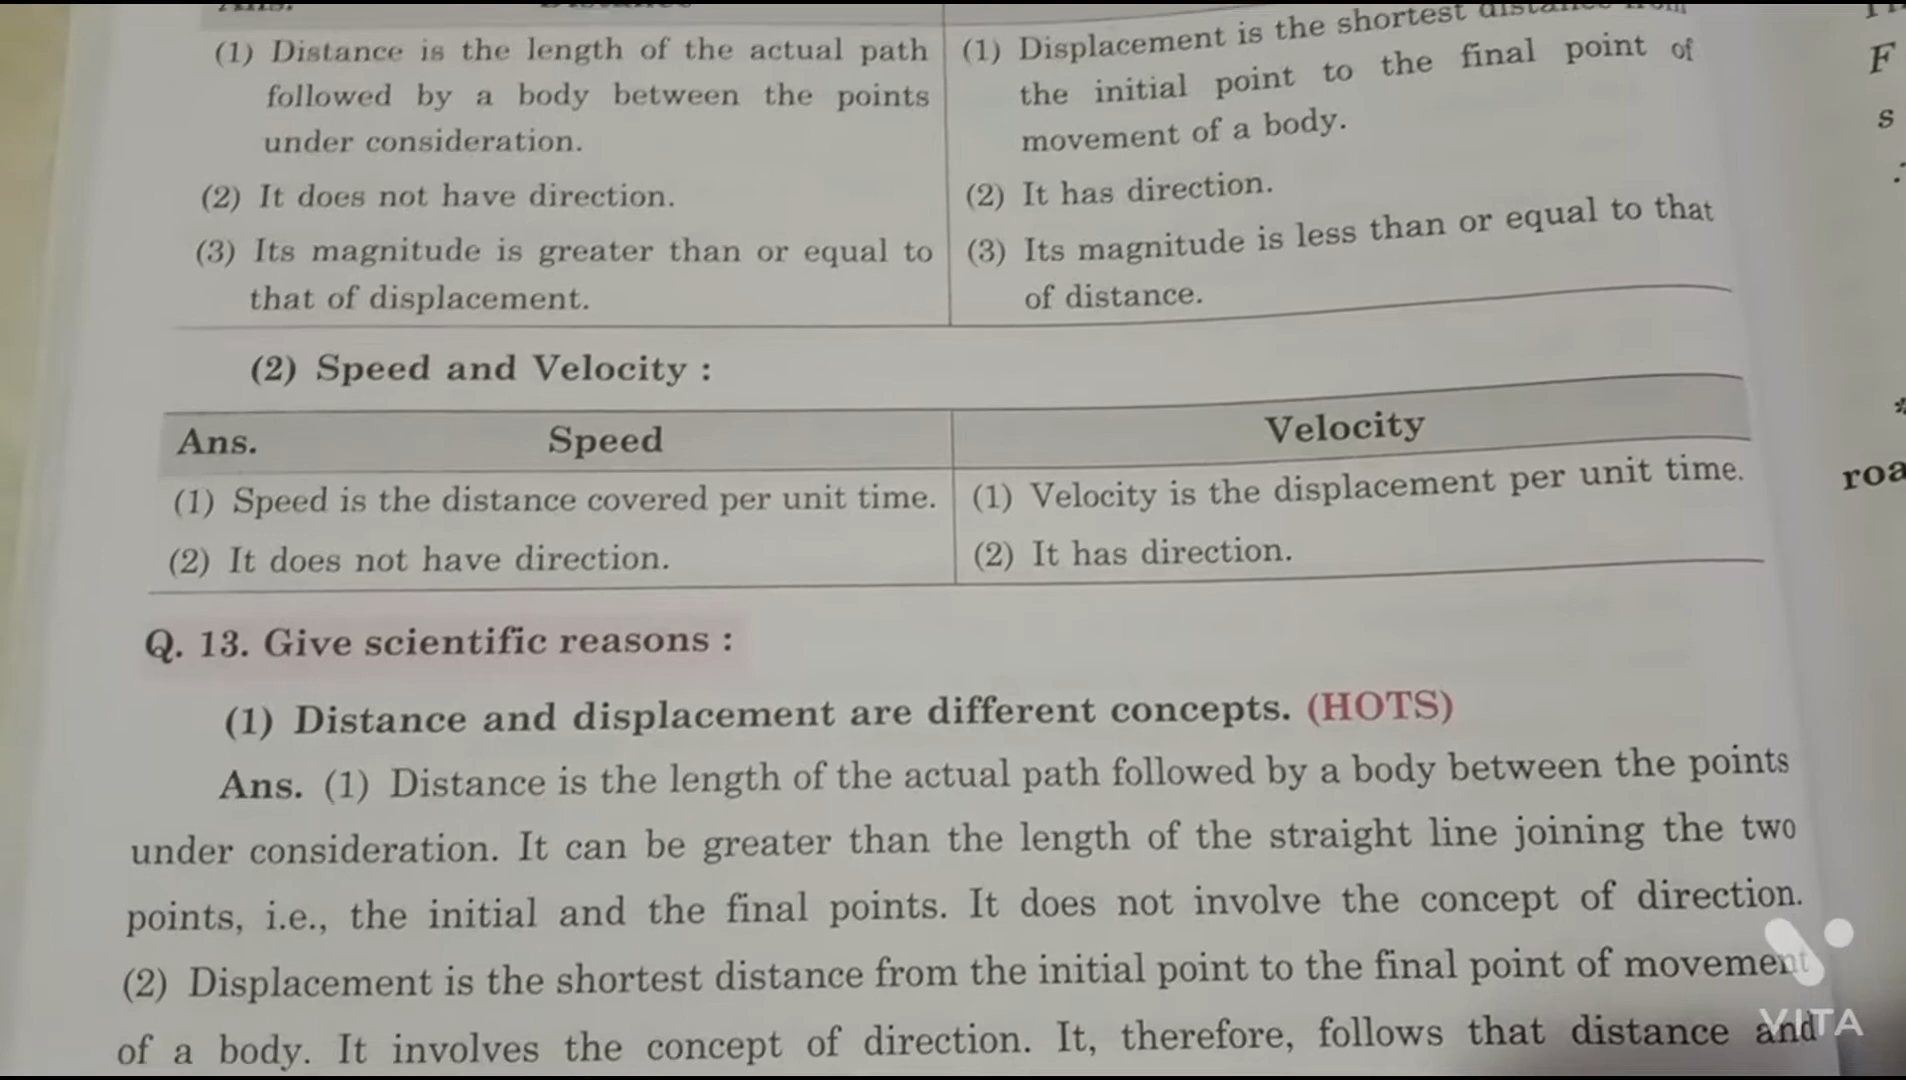 Ans. Distance
(1) Distance is the length of the actual path
followed by a body between the points
under consideration.
(2) It does not have direction.
(3) Its magnitude is greater than or equal to
that of displacement.
(1) Displacement is the shortest distance from
the initial point to the final point of
movement of a body.
(2) It has direction.
(3) Its magnitude is less than or equal to that
of distance.
(2) Speed and Velocity :
Ans. Speed
Velocity
(1) Speed is the distance covered per unit time.
(2) It does not have direction.
(1) Velocity is the displacement per unit time.
(2) It has direction.
Q. 13. Give scientific reasons :
(1) Distance and displacement are different concepts. (HOTS)
Ans. (1) Distance is the length of the actual path followed by a body between the points
under consideration. It can be greater than the length of the straight line joining the two
points, i.e., the initial and the final points. It does not involve the concept of direction.
(2) Displacement is the shortest distance from the initial point to the final point of movement
of a body. It involves the concept of direction. It, therefore, follows that distance and
F
s
roa
VITA